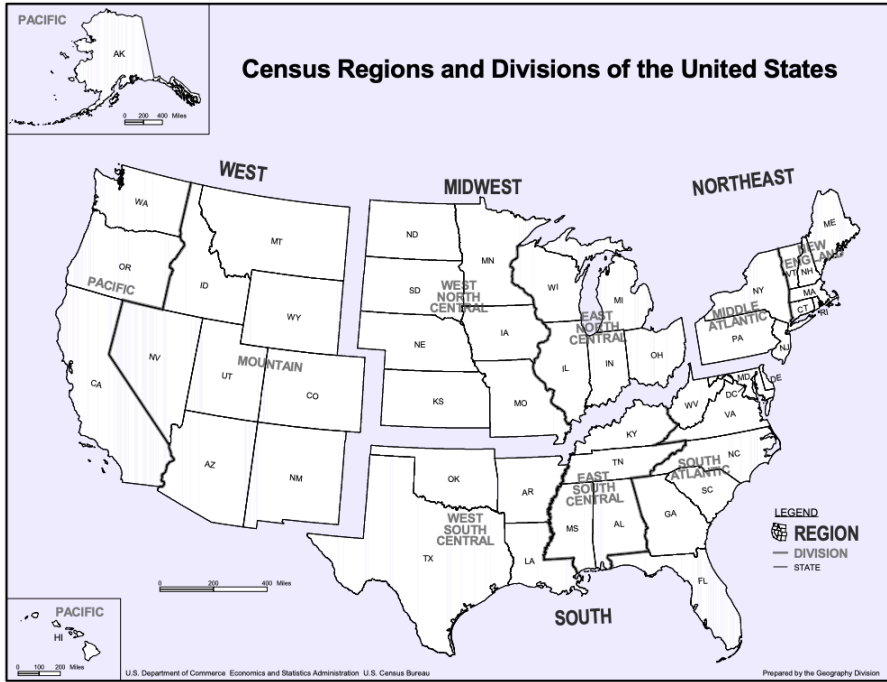 PACIFIC
AK
0 200 400 Miles
Census Regions and Divisions of the United States
WEST
MIDWEST
NORTHEAST
WA
MT
ND
MN
ME
OR
ID
SD
WI
MI
NY
VT
NH
NEW
ENGLAND
MA
CT
RI
PACIFIC
WY
WEST
NORTH
CENTRAL
IA
EAST
NORTH
CENTRAL
MIDDLE
ATLANTIC
PA
NJ
NV
NE
OH
IN
IL
MOUNTAIN
UT
CO
CA
KS
MO
MD
DE
DC
WV
VA
KY
AZ
NM
OK
AR
TN
NC
SOUTH
ATLANTIC
SC
EAST
SOUTH
CENTRAL
MS
AL
GA
WEST
SOUTH
CENTRAL
TX
LA
FL
LEGEND
REGION
DIVISION
STATE
0 200 400 Miles
SOUTH
PACIFIC
HI
0 100 200 Miles
U.S. Department of Commerce Economics and Statistics Administration U.S. Census Bureau
Prepared by the Geography Division